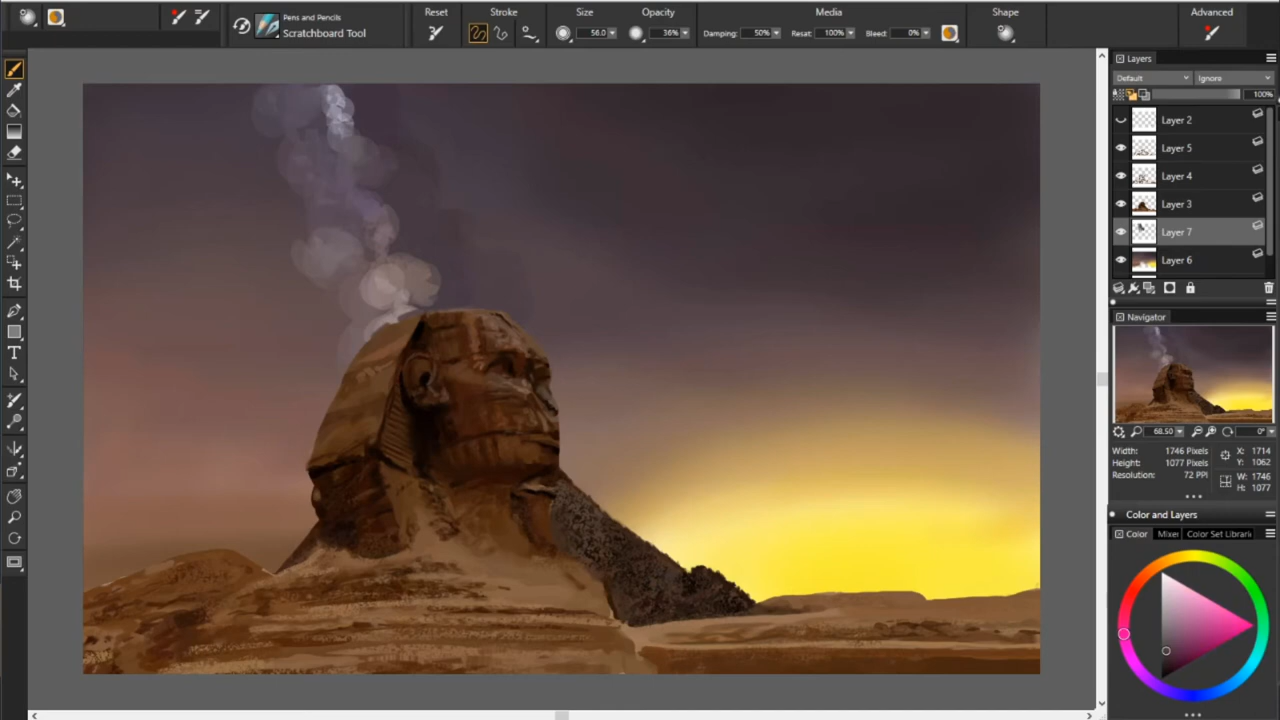 Pens and Pencils
Scratchboard Tool
Reset
Stroke
Size
56.0
Opacity
36%
Media
Damping: 50%
Resat: 100%
Bleed: 0%
Shape
Advanced
Layers
Default
Ignore
100%
Layer 2
Layer 5
Layer 4
Layer 3
Layer 7
Layer 6
Navigator
68.50
0°
Width: 1746 Pixels
Height: 1077 Pixels
Resolution: 72 PPI
X: 1714
Y: 1062
W: 1746
H: 1077
Color and Layers
Color
Mixer
Color Set Librari
T